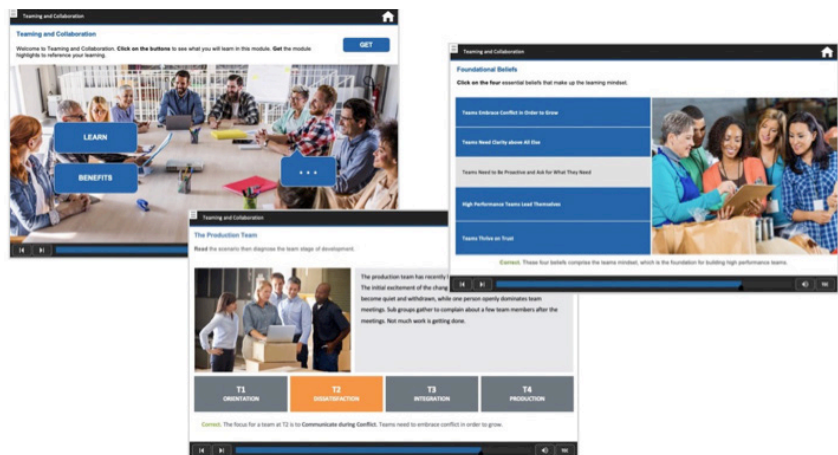 Teaming and Collaboration
Teaming and Collaboration
Welcome to Teaming and Collaboration. Click on the buttons to see what you will learn in this module. Get the module
highlights to reference your learning.
GET
LEARN
BENEFITS
...
Teaming and Collaboration
Foundational Beliefs
Click on the four essential beliefs that make up the teaming mindset.
Teams Embrace Conflict in Order to Grow
Teams Need Clarity above All Else
Teams Need to Be Proactive and Ask for What They Need
High Performance Teams Lead Themselves
Teams Thrive on Trust
Correct. These four beliefs comprise the teams mindset, which is the foundation for building high performance teams.
Teaming and Collaboration
The Production Team
Read the scenario then diagnose the team stage of development.
The production team has recently
The initial excitement of the chang
become quiet and withdrawn, while one person openly dominates team
meetings. Sub groups gather to complain about a few team members after the
meetings. Not much work is getting done.
T1
ORIENTATION
T2
DISSATISFACTION
T3
INTEGRATION
T4
PRODUCTION
Correct. The focus for a team at T2 is to Communicate during Conflict. Teams need to embrace conflict in order to grow.